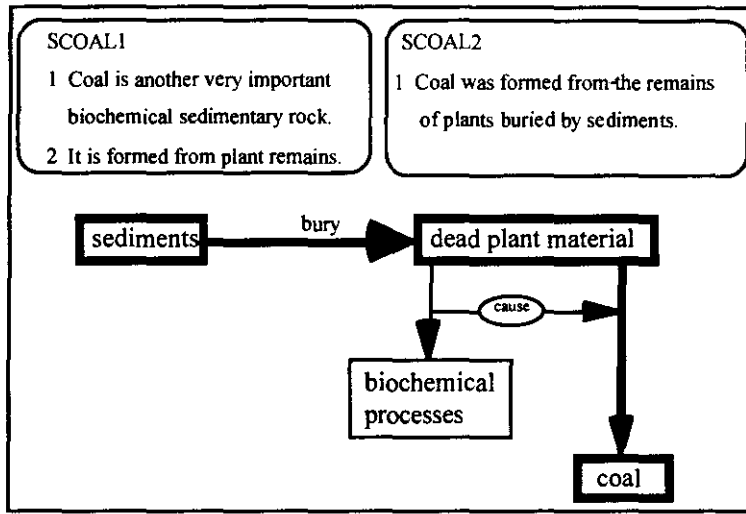 SCOAL1
1 Coal is another very important
biochemical sedimentary rock.
2 It is formed from plant remains.
SCOAL2
1 Coal was formed from-the remains
of plants buried by sediments.
sediments
bury
dead plant material
cause
biochemical
processes
coal